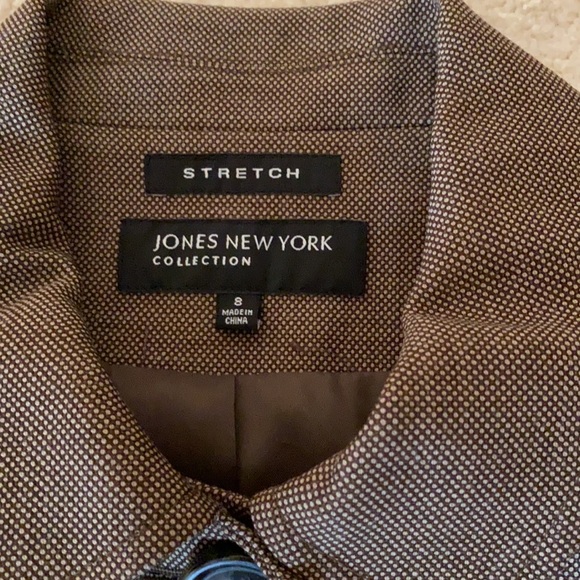 STRETCH
JONES NEW YORK
COLLECTION
8
MADE IN
CHINA